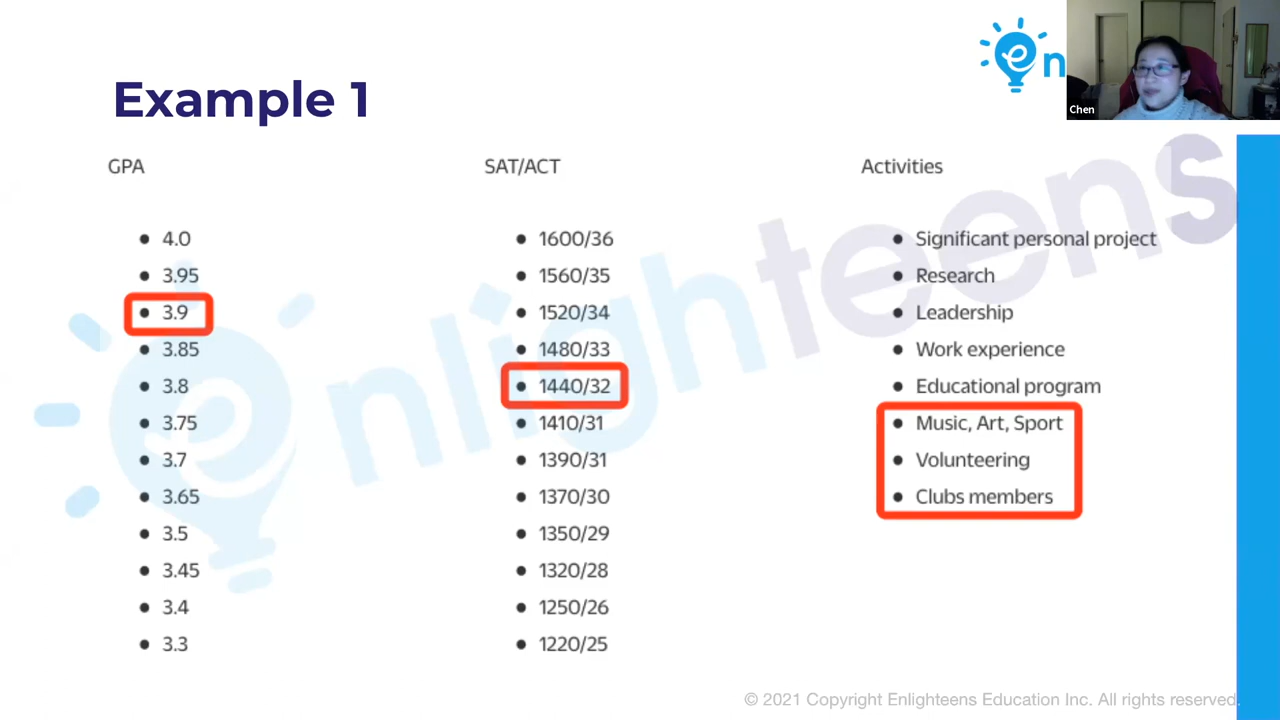 Example 1
en
Chen
GPA
4.0
3.95
3.9
3.85
3.8
3.75
3.7
3.65
3.5
3.45
3.4
3.3
SAT/ACT
1600/36
1560/35
1520/34
1480/33
1440/32
1410/31
1390/31
1370/30
1350/29
1320/28
1250/26
1220/25
Activities
Significant personal project
Research
Leadership
Work experience
Educational program
Music, Art, Sport
Volunteering
Clubs members
enlighteens
© 2021 Copyright Enlighteens Education Inc. All rights reserved.